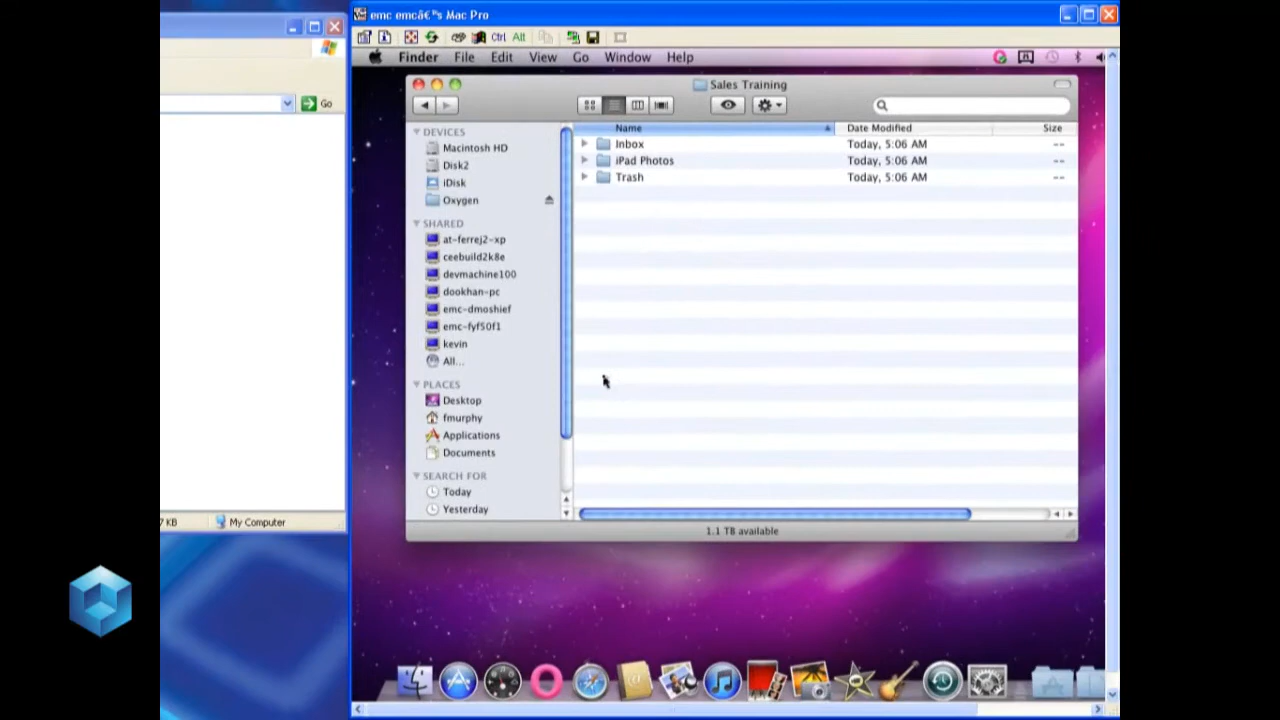 emc emcâ€™s Mac Pro
Ctrl Alt
Finder File Edit View Go Window Help
Sales Training
Go
Name Date Modified Size
DEVICES
Macintosh HD
Disk2
iDisk
Oxygen
SHARED
at-ferrej2-xp
ceebuild2k8e
devmachine100
dookhan-pc
emc-dmoshief
emc-fyf50f1
kevin
All...
PLACES
Desktop
fmurphy
Applications
Documents
SEARCH FOR
Today
Yesterday
Inbox Today, 5:06 AM --
iPad Photos Today, 5:06 AM --
Trash Today, 5:06 AM --
1.1 TB available
7 KB My Computer